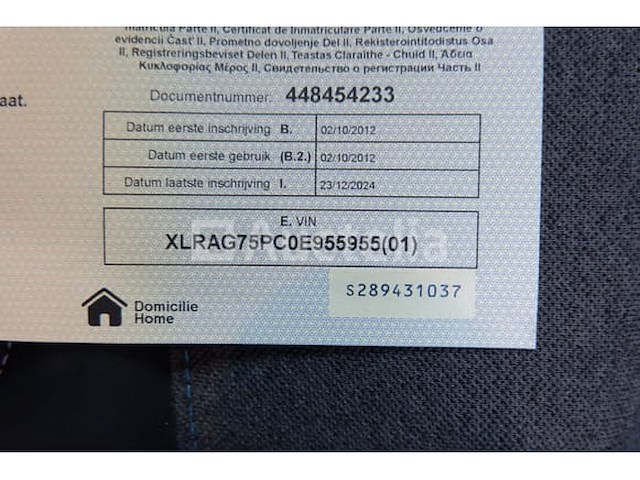 Matricula Parte II, Certificat de Inmatriculare Parte II, Osvedcenie o
evidencii Časť II, Prometno dovoljenje Del II, Rekisterointitodistus Osa
II, Registreringsbeviset Delen II, Teastas Claraithe - Chuid II, Άδεια
Κυκλοφορίας Μέρος II, Свидетелство о регистрации Часть II
aat.
Documentnummer: 448454233
Datum eerste inschrijving B. 02/10/2012
Datum eerste gebruik (B.2.) 02/10/2012
Datum laatste inschrijving I. 23/12/2024
E. VIN
XLRAG75PC0E955955(01)
S289431037
Domicilie
Home